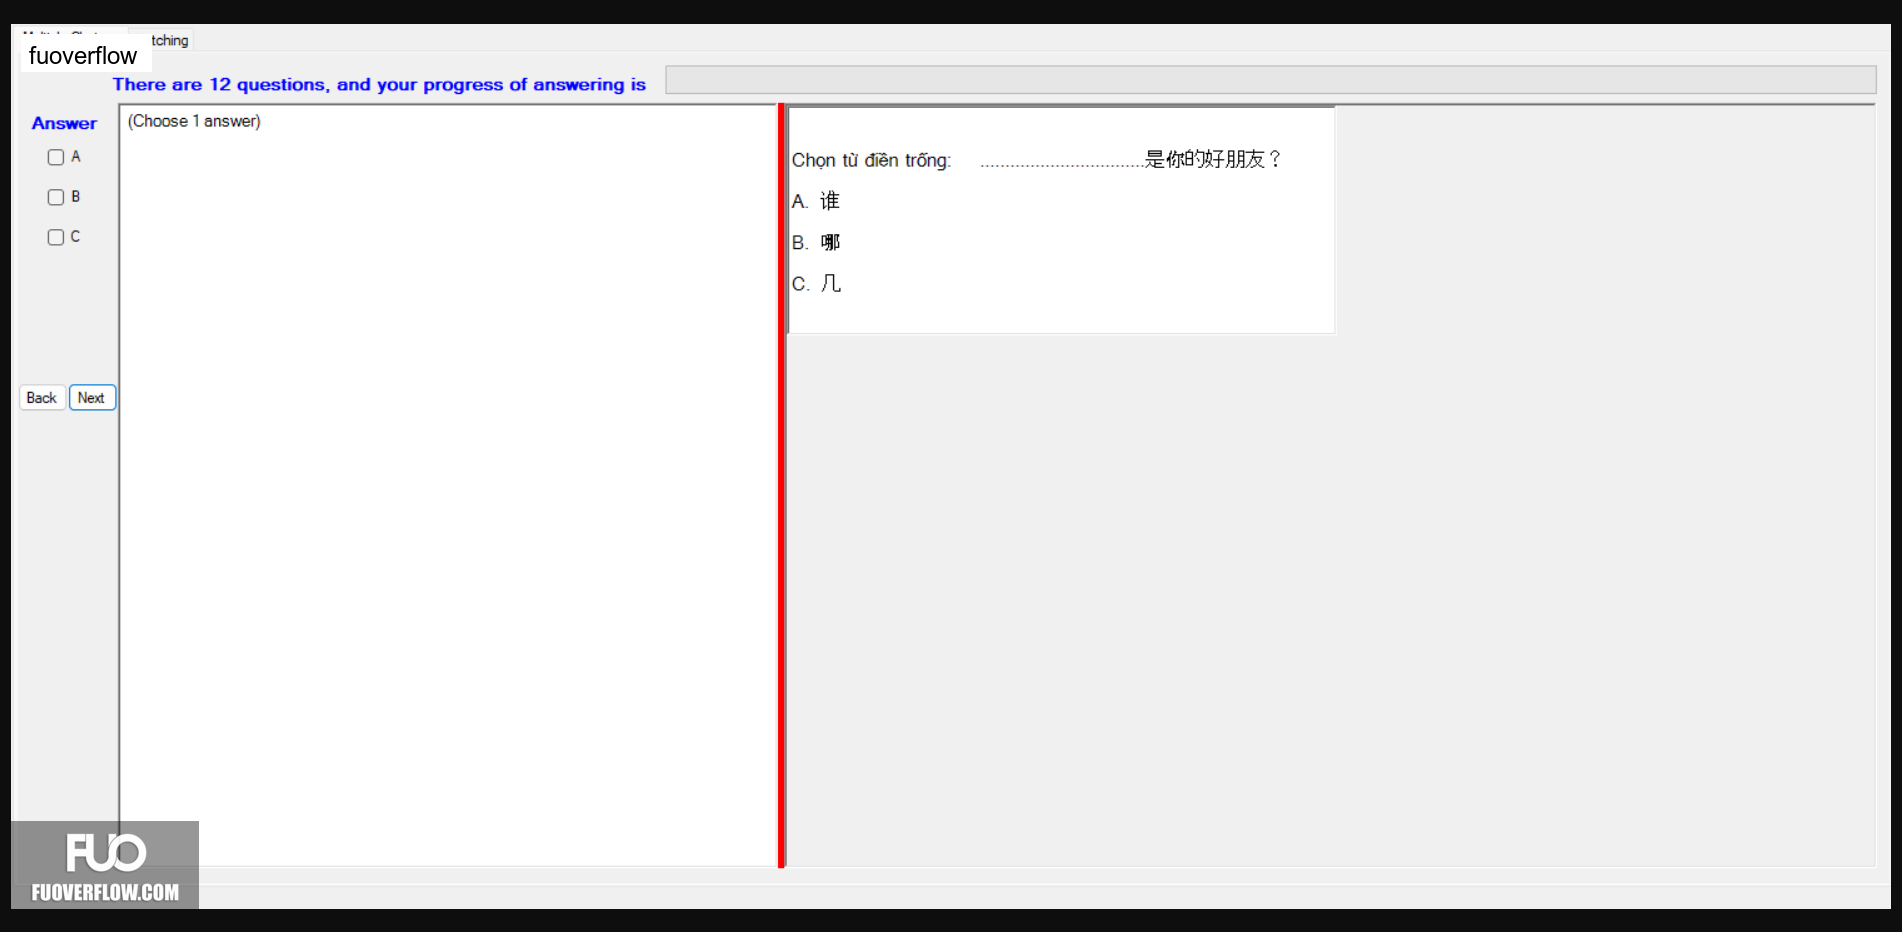 tching
fuoverflow
There are 12 questions, and your progress of answering is
Answer
(Choose 1 answer)
A
B
C
Back
Next
Chọn từ điền trống: .................................是你的好朋友？
A. 谁
B. 哪
C. 几
FUO
FUOVERFLOW.COM